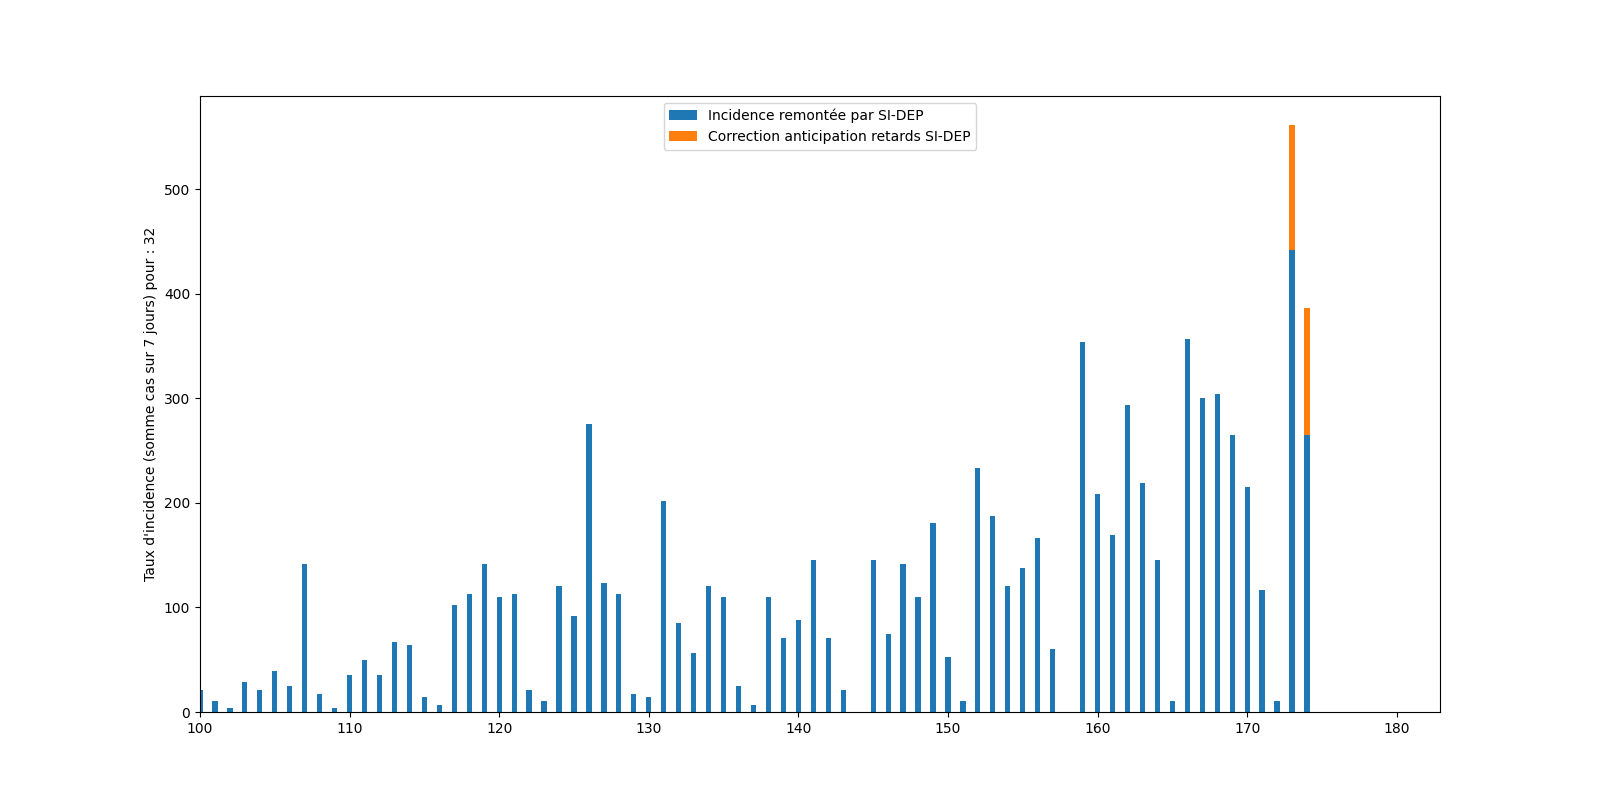 Incidence remontée par SI-DEP
Correction anticipation retards SI-DEP
Taux d'incidence (somme cas sur 7 jours) pour : 32
500
400
300
200
100
0
100 110 120 130 140 150 160 170 180